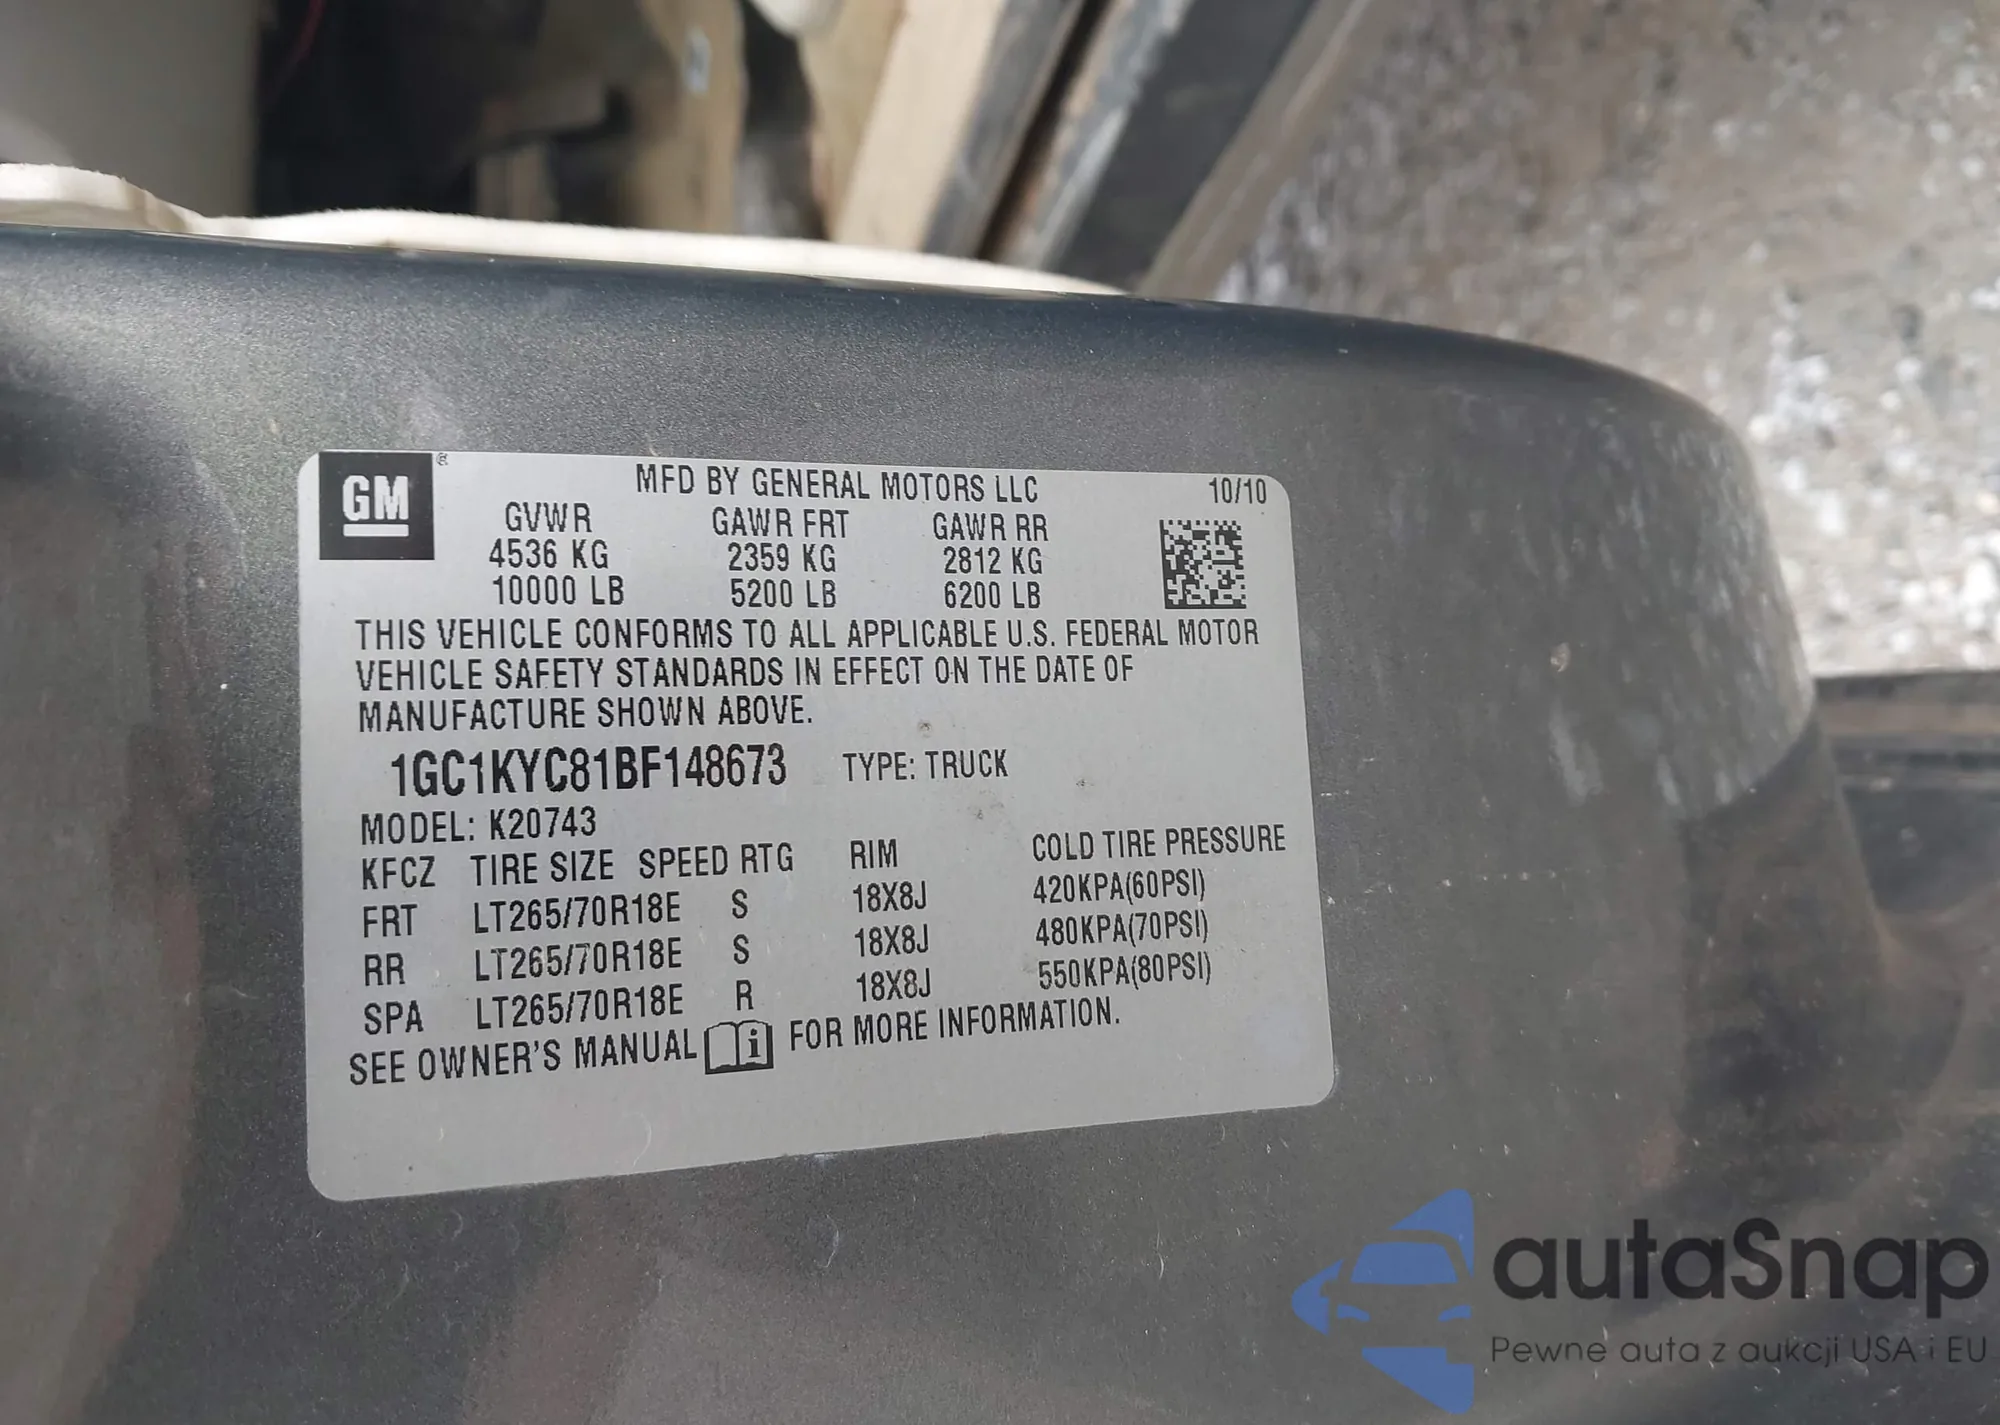 GM®
MFD BY GENERAL MOTORS LLC 10/10
GVWR GAWR FRT GAWR RR
4536 KG 2359 KG 2812 KG
10000 LB 5200 LB 6200 LB
THIS VEHICLE CONFORMS TO ALL APPLICABLE U.S. FEDERAL MOTOR
VEHICLE SAFETY STANDARDS IN EFFECT ON THE DATE OF
MANUFACTURE SHOWN ABOVE.
1GC1KYC81BF148673 TYPE: TRUCK
MODEL: K20743
KFCZ TIRE SIZE SPEED RTG RIM COLD TIRE PRESSURE
FRT LT265/70R18E S 18X8J 420KPA(60PSI)
RR LT265/70R18E S 18X8J 480KPA(70PSI)
SPA LT265/70R18E R 18X8J 550KPA(80PSI)
SEE OWNER'S MANUAL i FOR MORE INFORMATION.
autaSnap
Pewne auta z aukcji USA i EU